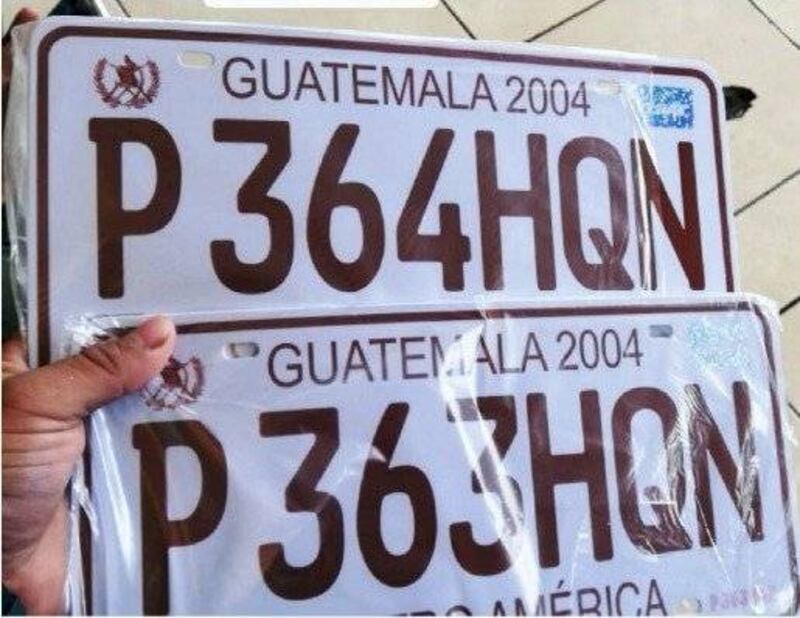 GUATEMALA 2004
P 364HQN
GUATEMALA 2004
P 363HQN
AMÉRICA